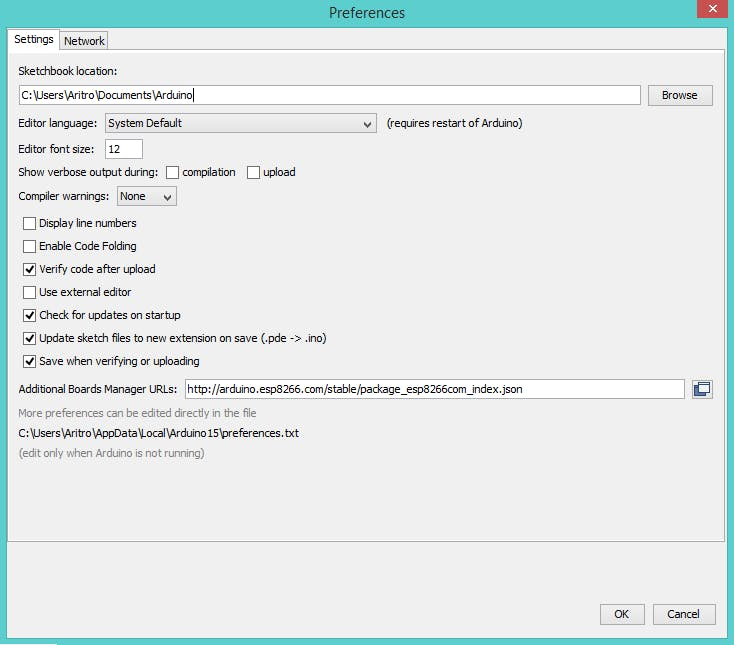 Preferences
Settings Network
Sketchbook location:
C:\Users\Aritro\Documents\Arduino Browse
Editor language: System Default (requires restart of Arduino)
Editor font size: 12
Show verbose output during: compilation upload
Compiler warnings: None
Display line numbers
Enable Code Folding
Verify code after upload
Use external editor
Check for updates on startup
Update sketch files to new extension on save (.pde -> .ino)
Save when verifying or uploading
Additional Boards Manager URLs: http://arduino.esp8266.com/stable/package_esp8266com_index.json
More preferences can be edited directly in the file
C:\Users\Aritro\AppData\Local\Arduino15\preferences.txt
(edit only when Arduino is not running)
OK Cancel